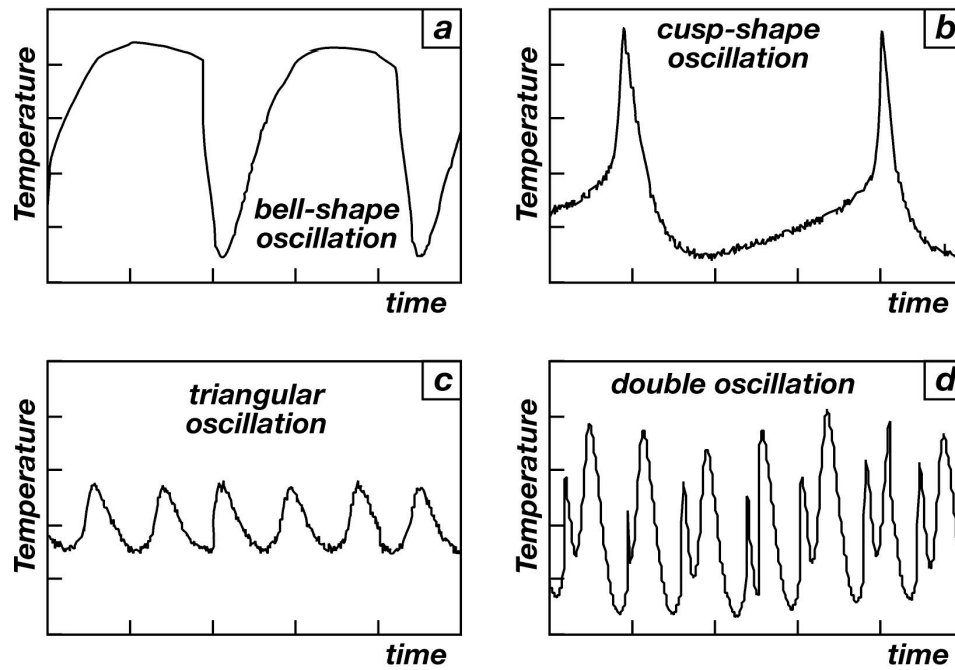 a
Temperature
bell-shape
oscillation
time
b
cusp-shape
oscillation
Temperature
time
c
triangular
oscillation
Temperature
time
d
double oscillation
Temperature
time